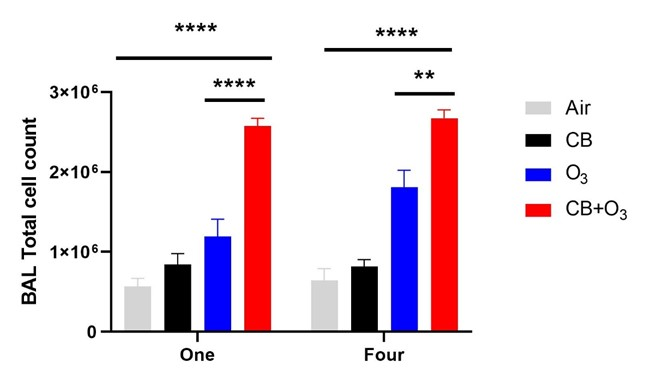 ****
****
****
**
3×10⁶
2×10⁶
1×10⁶
0
BAL Total cell count
One
Four
Air
CB
O₃
CB+O₃